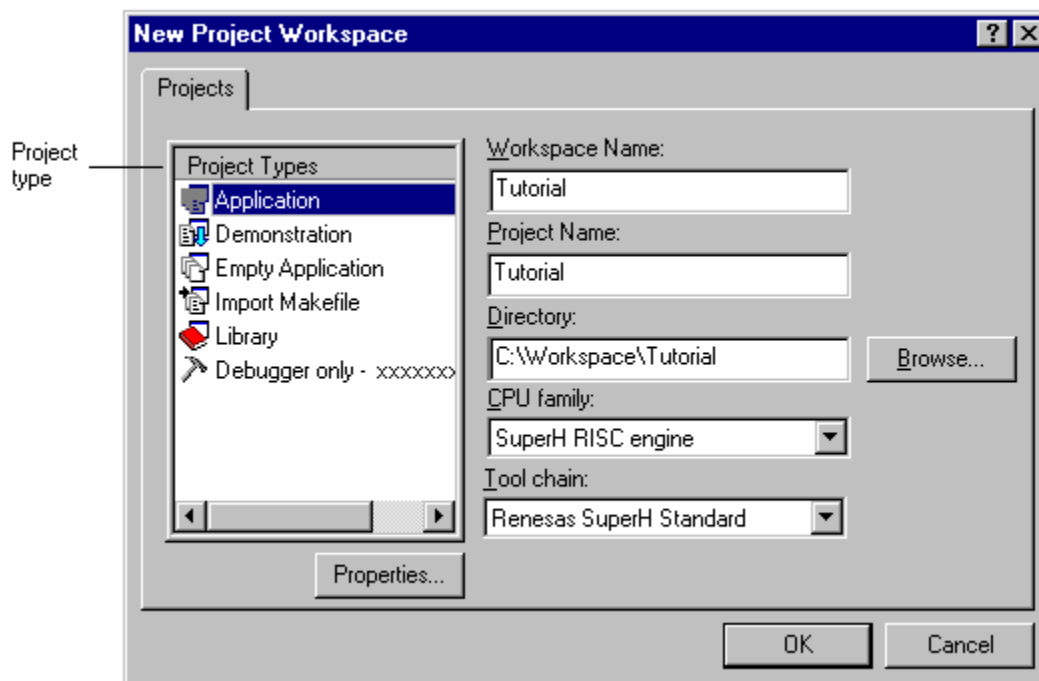 New Project Workspace
Projects
Project
type
Project Types
Application
Demonstration
Empty Application
Import Makefile
Library
Debugger only - xxxxxxx
Properties...
Workspace Name:
Tutorial
Project Name:
Tutorial
Directory:
C:\Workspace\Tutorial
Browse...
CPU family:
SuperH RISC engine
Tool chain:
Renesas SuperH Standard
OK
Cancel